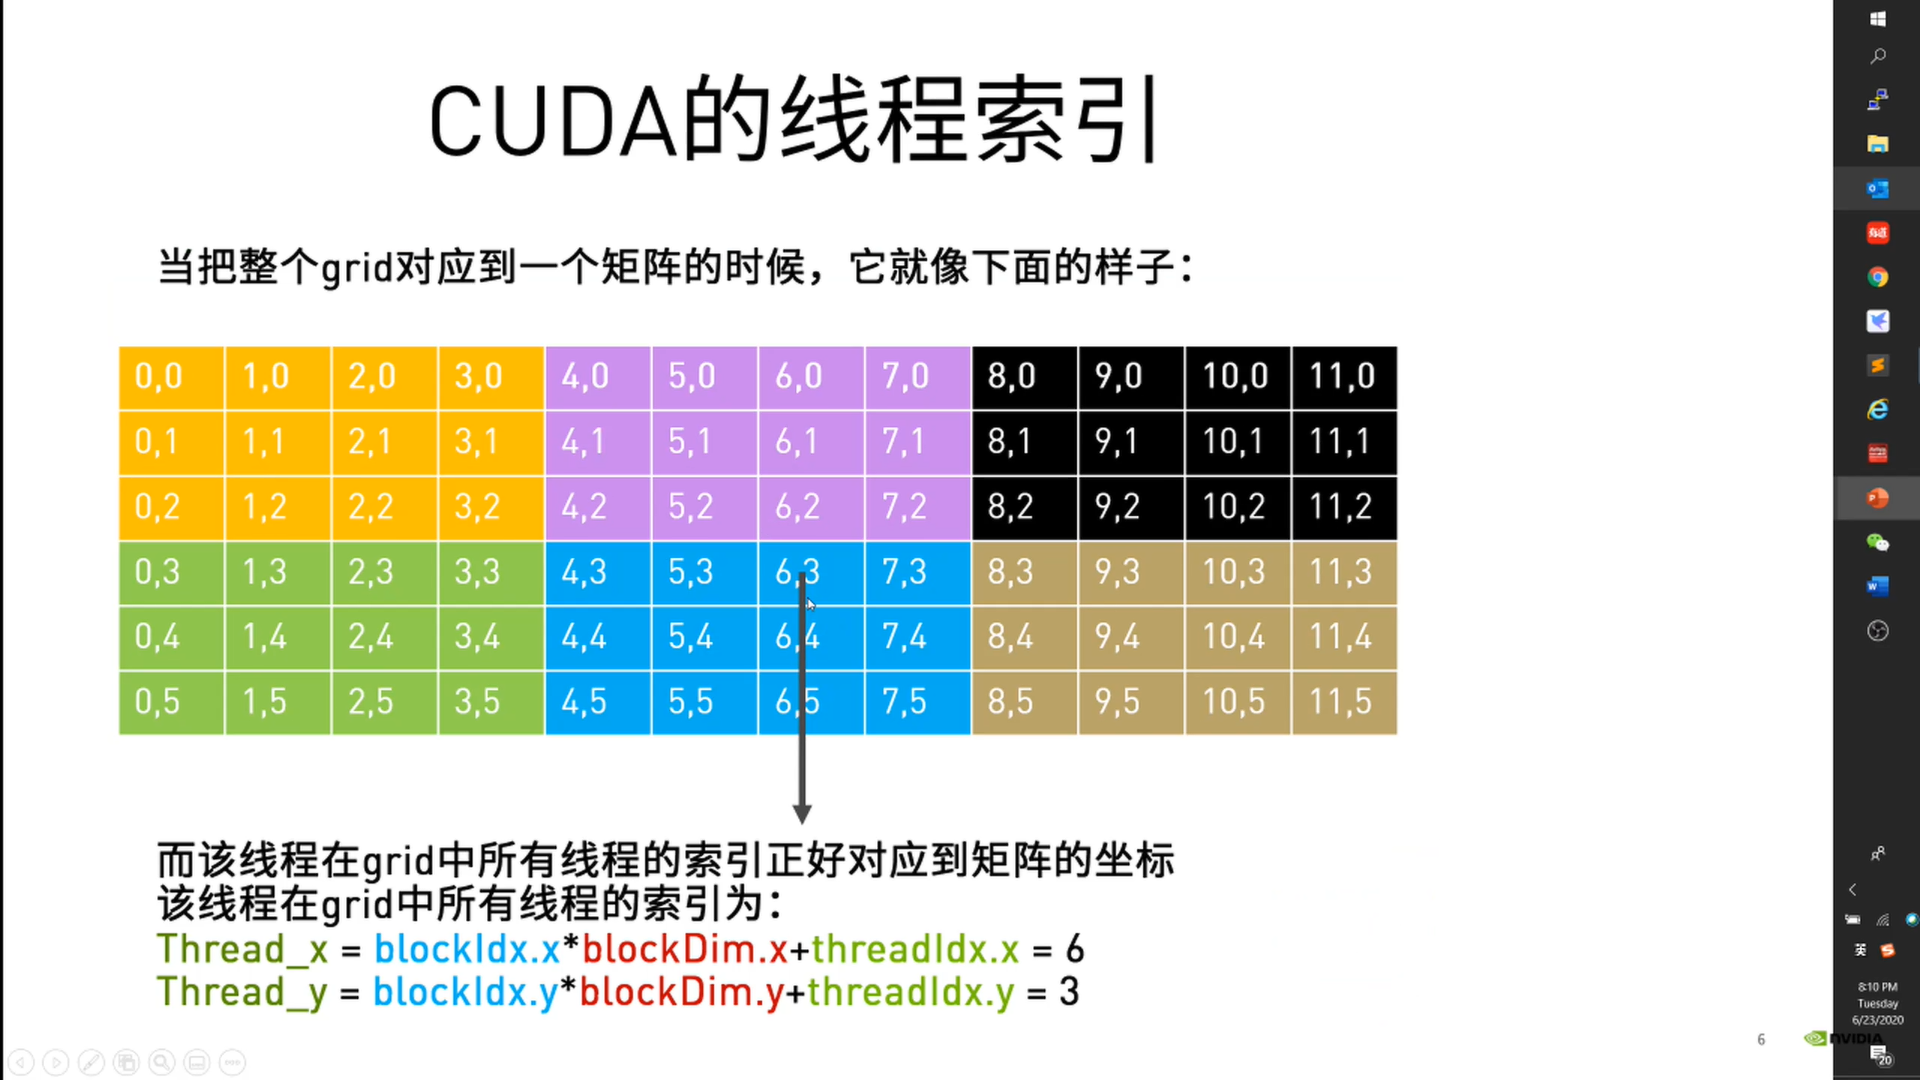 CUDA的线程索引
当把整个grid对应到一个矩阵的时候，它就像下面的样子：
0,0 1,0 2,0 3,0 4,0 5,0 6,0 7,0 8,0 9,0 10,0 11,0
0,1 1,1 2,1 3,1 4,1 5,1 6,1 7,1 8,1 9,1 10,1 11,1
0,2 1,2 2,2 3,2 4,2 5,2 6,2 7,2 8,2 9,2 10,2 11,2
0,3 1,3 2,3 3,3 4,3 5,3 6,3 7,3 8,3 9,3 10,3 11,3
0,4 1,4 2,4 3,4 4,4 5,4 6,4 7,4 8,4 9,4 10,4 11,4
0,5 1,5 2,5 3,5 4,5 5,5 6,5 7,5 8,5 9,5 10,5 11,5
而该线程在grid中所有线程的索引正好对应到矩阵的坐标
该线程在grid中所有线程的索引为：
Thread_x = blockIdx.x*blockDim.x+threadIdx.x = 6
Thread_y = blockIdx.y*blockDim.y+threadIdx.y = 3
6
NVIDIA
英
8:10 PM
Tuesday
6/23/2020
20